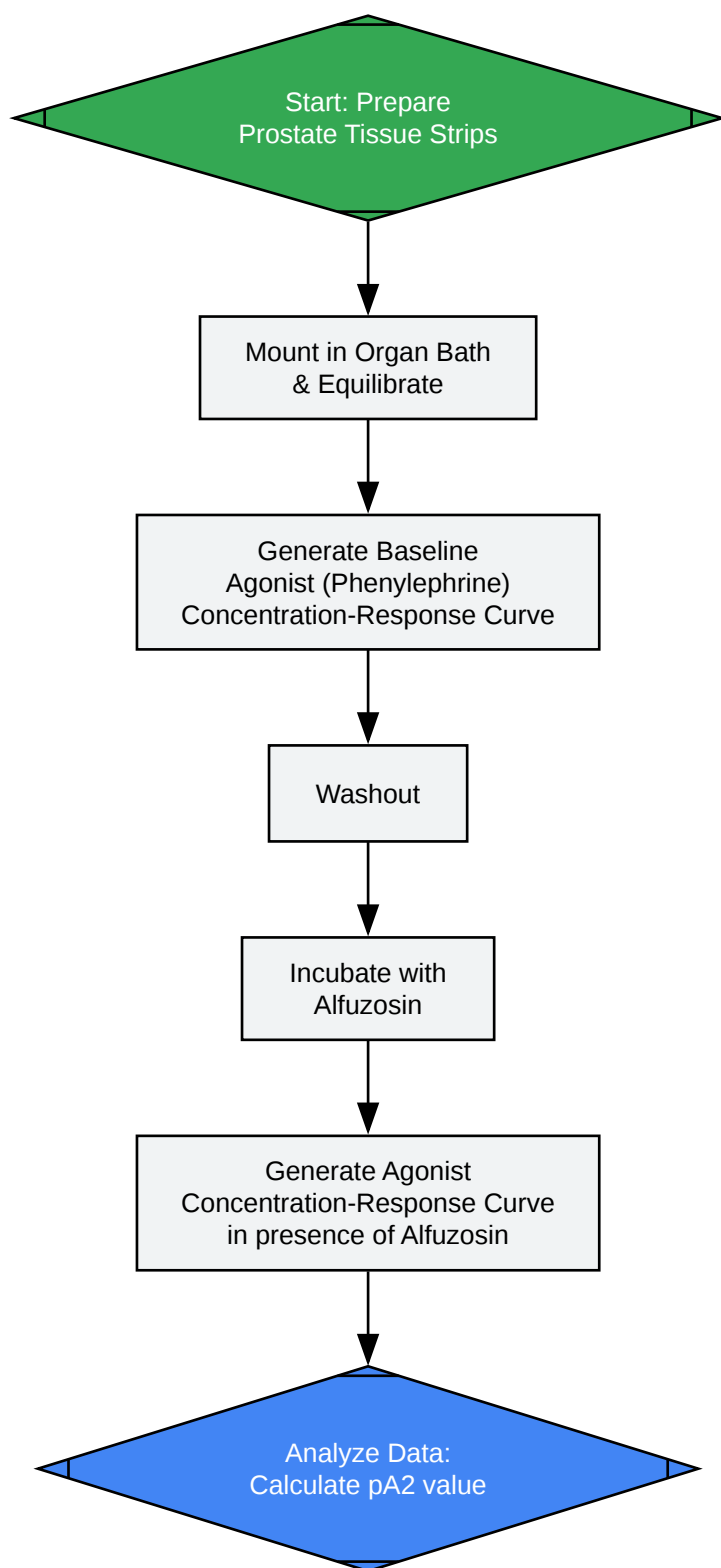 Start: Prepare
Prostate Tissue Strips
Mount in Organ Bath
& Equilibrate
Generate Baseline
Agonist (Phenylephrine)
Concentration-Response Curve
Washout
Incubate with
Alfuzosin
Generate Agonist
Concentration-Response Curve
in presence of Alfuzosin
Analyze Data:
Calculate pA2 value